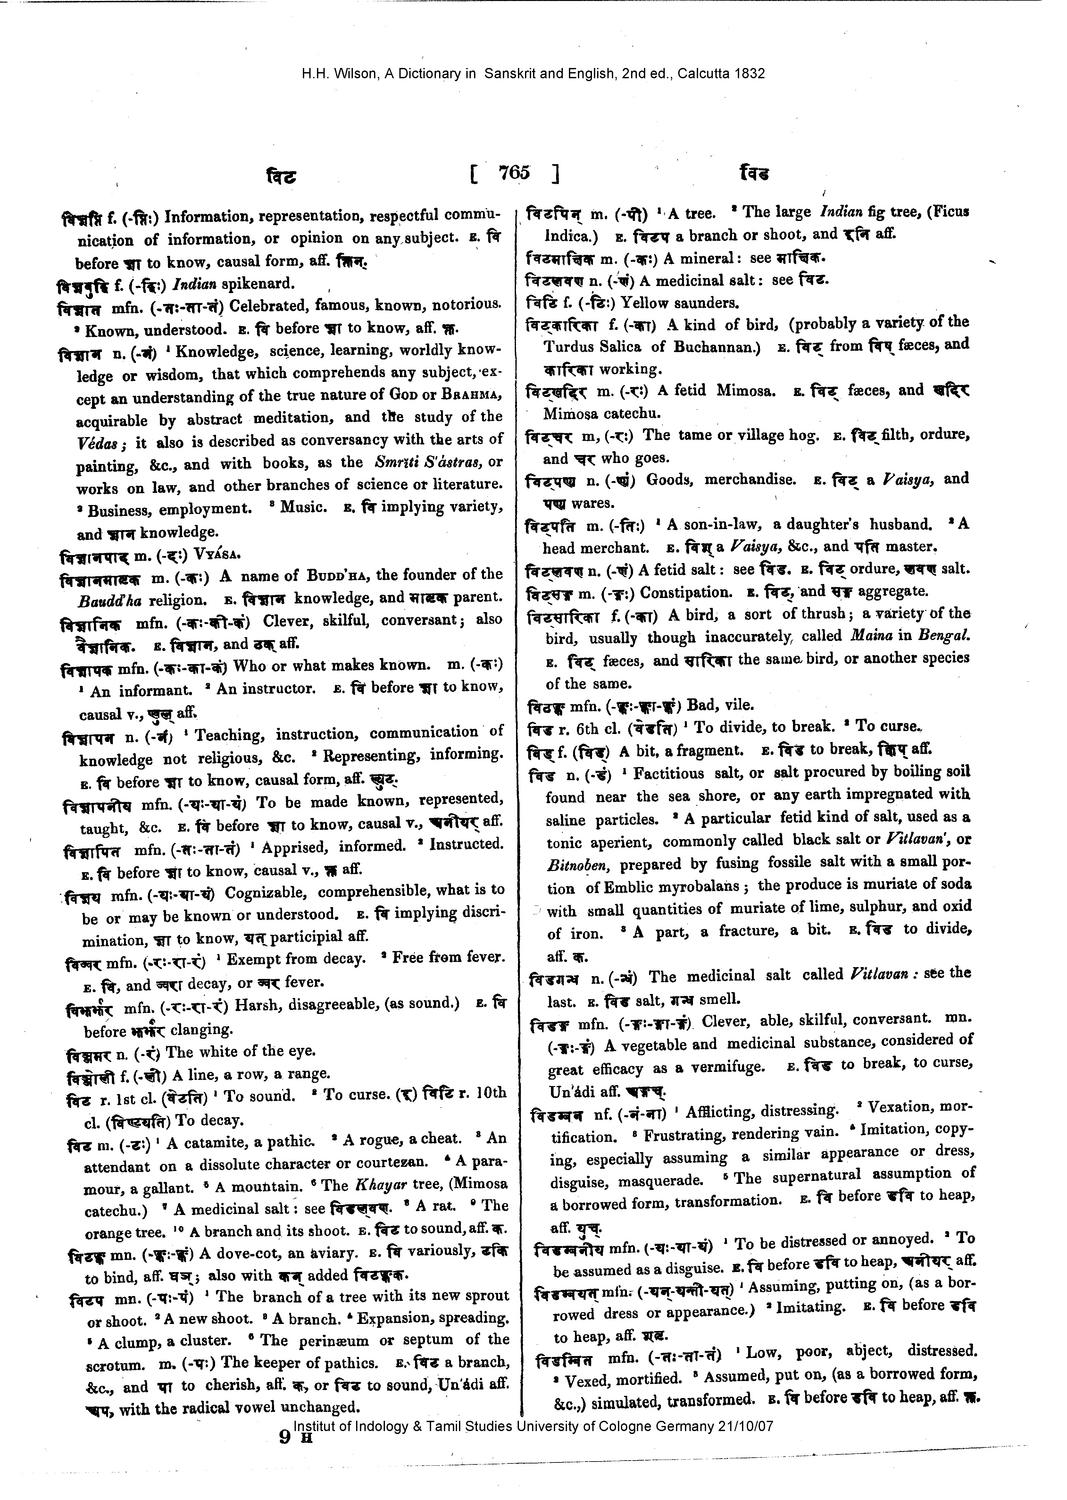 H.H. Wilson, A Dictionary in Sanskrit and English, 2nd ed., Calcutta 1832
विट [ 765 ] विड
विज्ञप्ति f. (-प्तिः) Information, representation, respectful commu-
nication of information, or opinion on any subject. E. वि
before ज्ञा to know, causal form, aff. क्तिन्.
विज्ञबुद्धि f. (-द्धिः) Indian spikenard.
विज्ञात mfn. (-तः-ता-तं) Celebrated, famous, known, notorious.
² Known, understood. E. वि before ज्ञा to know, aff. क्त.
विज्ञान n. (-नं) ¹ Knowledge, science, learning, worldly know-
ledge or wisdom, that which comprehends any subject, ex-
cept an understanding of the true nature of GOD or BRAHMA,
acquirable by abstract meditation, and the study of the
Védas; it also is described as conversancy with the arts of
painting, &c., and with books, as the Smrĭti S'ástras, or
works on law, and other branches of science or literature.
² Business, employment. ³ Music. E. वि implying variety,
and ज्ञान knowledge.
विज्ञानपाद m. (-दः) VYÁSA.
विज्ञानमातृक m. (-कः) A name of BUDD'HA, the founder of the
Baudd'ha religion. E. विज्ञान knowledge, and मातृक parent.
विज्ञानिक mfn. (-कः-की-कं) Clever, skilful, conversant; also
वैज्ञानिक. E. विज्ञान, and ठक् aff.
विज्ञापक mfn. (-कः-का-कं) Who or what makes known. m. (-कः)
¹ An informant. ² An instructor. E. वि before ज्ञा to know,
causal v., ण्वुल् aff.
विज्ञापन n. (-नं) ¹ Teaching, instruction, communication of
knowledge not religious, &c. ² Representing, informing.
E. वि before ज्ञा to know, causal form, aff. ल्युट्.
विज्ञापनीय mfn. (-यः-या-यं) To be made known, represented,
taught, &c. E. वि before ज्ञा to know, causal v., अनीयर् aff.
विज्ञापित mfn. (-तः-ता-तं) ¹ Apprised, informed. ² Instructed.
E. वि before ज्ञा to know, causal v., क्त aff.
विज्ञेय mfn. (-यः-या-यं) Cognizable, comprehensible, what is to
be or may be known or understood. E. वि implying discri-
mination, ज्ञा to know, यत् participial aff.
विज्वर mfn. (-रः-रा-रं) ¹ Exempt from decay. ² Free from fever.
E. वि, and ज्वरा decay, or ज्वर fever.
विझर्झर mfn. (-रः-रा-रं) Harsh, disagreeable, (as sound.) E. वि
before झर्झर clanging.
विञ्जामर n. (-रं) The white of the eye.
विञ्जोली f. (-ली) A line, a row, a range.
विट r. 1st cl. (वेटति) ¹ To sound. ² To curse. (इ) विटि r. 10th
cl. (विण्टयति) To decay.
विट m. (-टः) ¹ A catamite, a pathic. ² A rogue, a cheat. ³ An
attendant on a dissolute character or courtezan. ⁴ A para-
mour, a gallant. ⁵ A mountain. ⁶ The Khayar tree, (Mimosa
catechu.) ⁷ A medicinal salt: see विड्लवण. ⁸ A rat. ⁹ The
orange tree. ¹⁰ A branch and its shoot. E. विट to sound, aff. क.
विटङ्क mn. (-ङ्कः-ङ्कं) A dove-cot, an aviary. E. वि variously, टकि
to bind, aff. घञ्; also with कन् added विटङ्कक.
विटप mn. (-पः-पं) ¹ The branch of a tree with its new sprout
or shoot. ² A new shoot. ³ A branch. ⁴ Expansion, spreading.
⁵ A clump, a cluster. ⁶ The perinæum or septum of the
scrotum. m. (-पः) The keeper of pathics. E. विट a branch,
&c., and पा to cherish, aff. क, or विट to sound, Un'ádi aff.
कप, with the radical vowel unchanged.
विटपिन् m. (-पी) ¹ A tree. ² The large Indian fig tree, (Ficus
Indica.) E. विटप a branch or shoot, and इनि aff.
विटमाक्षिक m. (-कः) A mineral: see माक्षिक.
विटलवण n. (-णं) A medicinal salt: see विट.
विटि f. (-टिः) Yellow saunders.
विट्कारिका f. (-का) A kind of bird, (probably a variety of the
Turdus Salica of Buchannan.) E. विट् from विष् fæces, and
कारिका working.
विट्खदिर m. (-रः) A fetid Mimosa. E. विट् fæces, and खदिर
Mimosa catechu.
विट्चर m, (-रः) The tame or village hog. E. विट् filth, ordure,
and चर who goes.
विट्पण्य n. (-ण्यं) Goods, merchandise. E. विट् a Vaisya, and
पण्य wares.
विट्पति m. (-तिः) ¹ A son-in-law, a daughter's husband. ² A
head merchant. E. विश् a Vaisya, &c., and पति master.
विट्लवण n. (-णं) A fetid salt: see विड. E. विट् ordure, लवण salt.
विट्सङ्ग m. (-ङ्गः) Constipation. E. विट्, and सङ्ग aggregate.
विट्सारिका f. (-का) A bird, a sort of thrush; a variety of the
bird, usually though inaccurately, called Maina in Bengal.
E. विट् fæces, and सारिका the same bird, or another species
of the same.
विठङ्क mfn. (-ङ्कः-ङ्का-ङ्कं) Bad, vile.
विड r. 6th cl. (वेडति) ¹ To divide, to break. ² To curse.
विड् f. (विड्) A bit, a fragment. E. विड to break, क्विप् aff.
विड n. (-डं) ¹ Factitious salt, or salt procured by boiling soil
found near the sea shore, or any earth impregnated with
saline particles. ² A particular fetid kind of salt, used as a
tonic aperient, commonly called black salt or Vitlavan', or
Bitnoben, prepared by fusing fossile salt with a small por-
tion of Emblic myrobalans; the produce is muriate of soda
with small quantities of muriate of lime, sulphur, and oxid
of iron. ³ A part, a fracture, a bit. E. विड to divide,
aff. क.
विडगन्ध n. (-न्धं) The medicinal salt called Vitlavan: see the
last. E. विड salt, गन्ध smell.
विडङ्ग mfn. (-ङ्गः-ङ्गा-ङ्गं) Clever, able, skilful, conversant. mn.
(-ङ्गः-ङ्गं) A vegetable and medicinal substance, considered of
great efficacy as a vermifuge. E. विड to break, to curse,
Un'ádi aff. अङ्गच्.
विडम्बन nf. (-नं-ना) ¹ Afflicting, distressing. ² Vexation, mor-
tification. ³ Frustrating, rendering vain. ⁴ Imitation, copy-
ing, especially assuming a similar appearance or dress,
disguise, masquerade. ⁵ The supernatural assumption of
a borrowed form, transformation. E. वि before डवि to heap,
aff. युच्.
विडम्बनीय mfn. (-यः-या-यं) ¹ To be distressed or annoyed. ² To
be assumed as a disguise. E. वि before डवि to heap, अनीयर् aff.
विडम्बयत् mfn. (-यन्-यन्ती-यत्) ¹ Assuming, putting on, (as a bor-
rowed dress or appearance.) ² Imitating. E. वि before डवि
to heap, aff. शतृ.
विडम्बित mfn. (-तः-ता-तं) ¹ Low, poor, abject, distressed.
² Vexed, mortified. ³ Assumed, put on, (as a borrowed form,
&c.,) simulated, transformed. E. वि before डवि to heap, aff. क्त.
9 H
Institut of Indology & Tamil Studies University of Cologne Germany 21/10/07